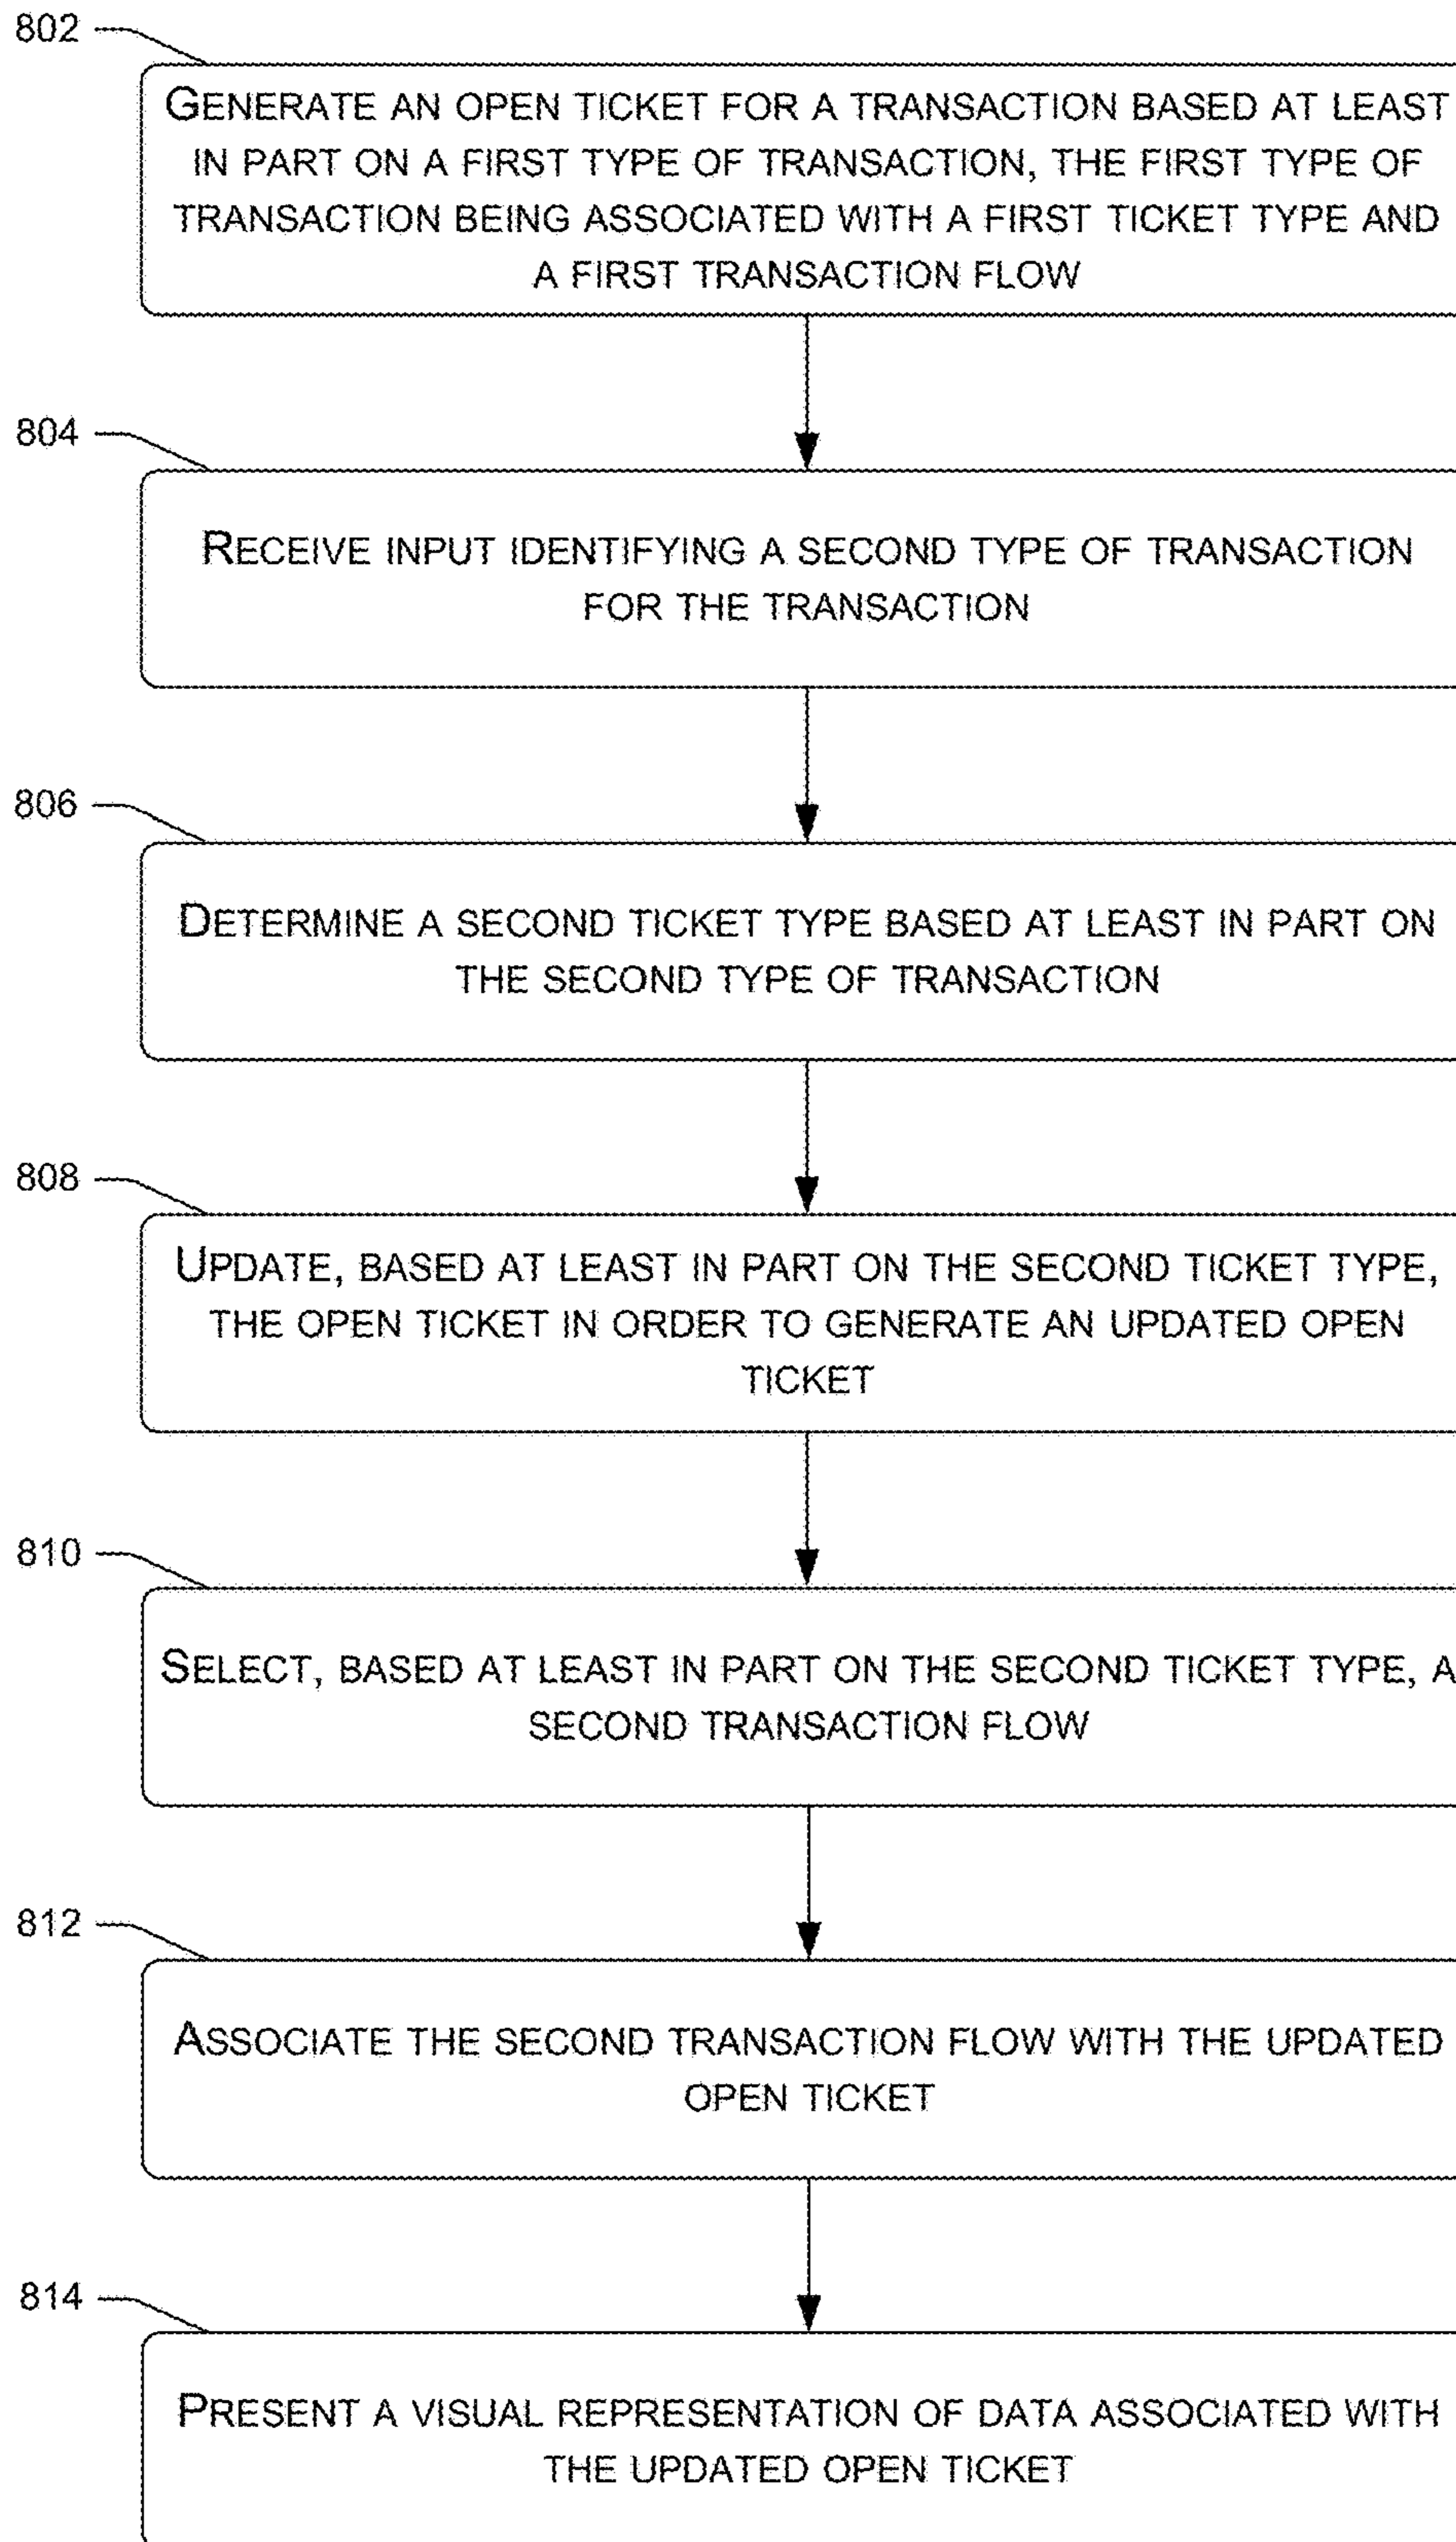 802
GENERATE AN OPEN TICKET FOR A TRANSACTION BASED AT LEAST
IN PART ON A FIRST TYPE OF TRANSACTION, THE FIRST TYPE OF
TRANSACTION BEING ASSOCIATED WITH A FIRST TICKET TYPE AND
A FIRST TRANSACTION FLOW
804
RECEIVE INPUT IDENTIFYING A SECOND TYPE OF TRANSACTION
FOR THE TRANSACTION
806
DETERMINE A SECOND TICKET TYPE BASED AT LEAST IN PART ON
THE SECOND TYPE OF TRANSACTION
808
UPDATE, BASED AT LEAST IN PART ON THE SECOND TICKET TYPE,
THE OPEN TICKET IN ORDER TO GENERATE AN UPDATED OPEN
TICKET
810
SELECT, BASED AT LEAST IN PART ON THE SECOND TICKET TYPE, A
SECOND TRANSACTION FLOW
812
ASSOCIATE THE SECOND TRANSACTION FLOW WITH THE UPDATED
OPEN TICKET
814
PRESENT A VISUAL REPRESENTATION OF DATA ASSOCIATED WITH
THE UPDATED OPEN TICKET